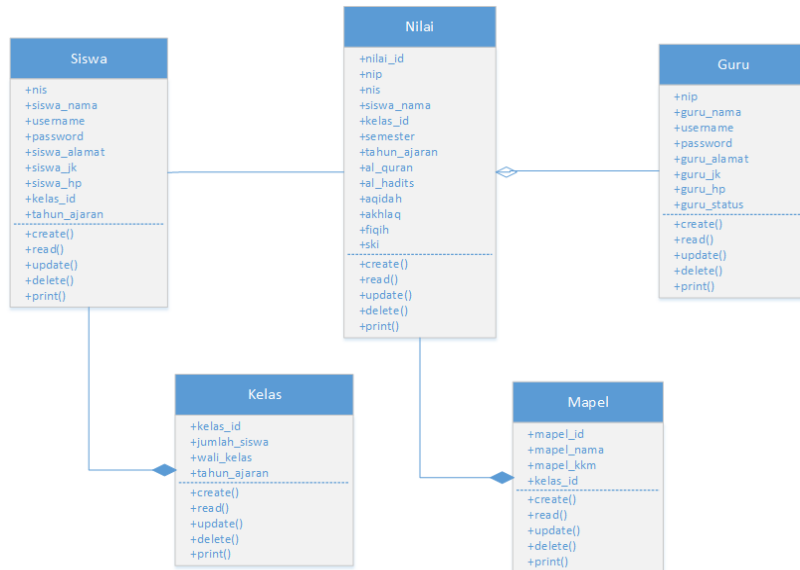 Siswa
+nis
+siswa_nama
+username
+password
+siswa_alamat
+siswa_jk
+siswa_hp
+kelas_id
+tahun_ajaran
+create()
+read()
+update()
+delete()
+print()
Nilai
+nilai_id
+nip
+nis
+siswa_nama
+kelas_id
+semester
+tahun_ajaran
+al_quran
+al_hadits
+aqidah
+akhlaq
+fiqih
+ski
+create()
+read()
+update()
+delete()
+print()
Guru
+nip
+guru_nama
+username
+password
+guru_alamat
+guru_jk
+guru_hp
+guru_status
+create()
+read()
+update()
+delete()
+print()
Kelas
+kelas_id
+jumlah_siswa
+wali_kelas
+tahun_ajaran
+create()
+read()
+update()
+delete()
+print()
Mapel
+mapel_id
+mapel_nama
+mapel_kkm
+kelas_id
+create()
+read()
+update()
+delete()
+print()